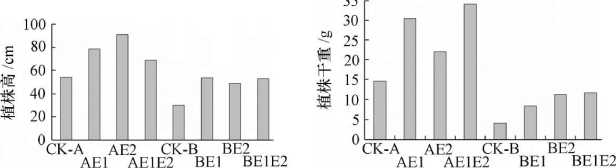 植株高/cm
100
80
60
40
20
0
CK-A AE2 CK-B BE2
AE1 AE1E2 BE1 BE1E2
植株干重/g
35
30
25
20
15
10
5
0
CK-A AE2 CK-B BE2
AE1 AE1E2 BE1 BE1E2